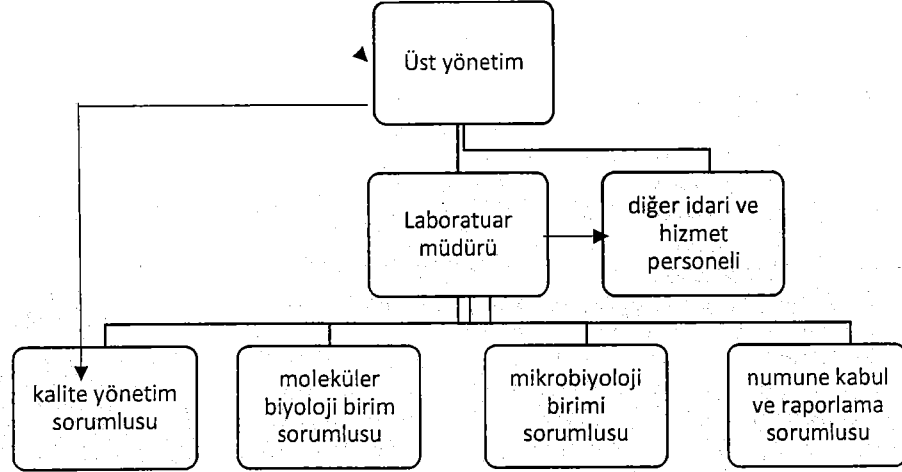 Üst yönetim
Laboratuar
müdürü
diğer idari ve
hizmet
personeli
kalite yönetim
sorumlusu
moleküler
biyoloji birim
sorumlusu
mikrobiyoloji
birimi
sorumlusu
numune kabul
ve raporlama
sorumlusu